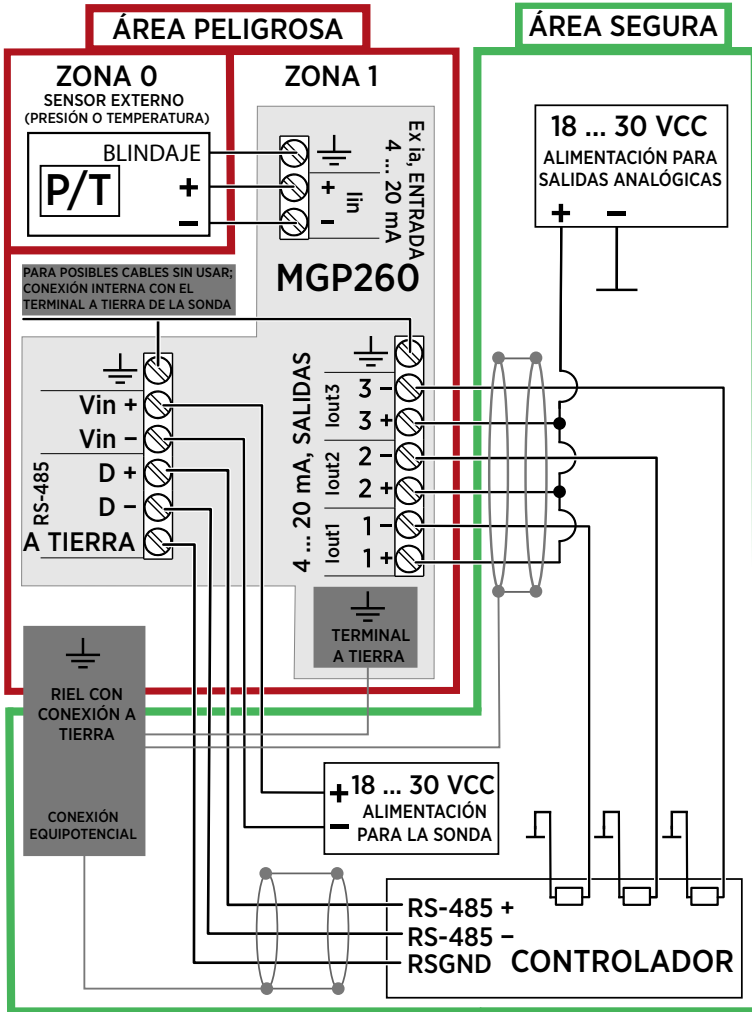 ÁREA PELIGROSA
ÁREA SEGURA
ZONA 0
SENSOR EXTERNO
(PRESIÓN O TEMPERATURA)
BLINDAJE
P/T
+
−
ZONA 1
+
−
Iin
Ex ia, ENTRADA
4 ... 20 mA
MGP260
18 ... 30 VCC
ALIMENTACIÓN PARA
SALIDAS ANALÓGICAS
+ −
PARA POSIBLES CABLES SIN USAR;
CONEXIÓN INTERNA CON EL
TERMINAL A TIERRA DE LA SONDA
Vin +
Vin −
RS-485
D +
D −
A TIERRA
4 ... 20 mA, SALIDAS
Iout3
3 −
3 +
Iout2
2 −
2 +
Iout1
1 −
1 +
TERMINAL
A TIERRA
RIEL CON
CONEXIÓN A
TIERRA
CONEXIÓN
EQUIPOTENCIAL
+ 18 ... 30 VCC
ALIMENTACIÓN
− PARA LA SONDA
RS-485 +
RS-485 −
RSGND
CONTROLADOR